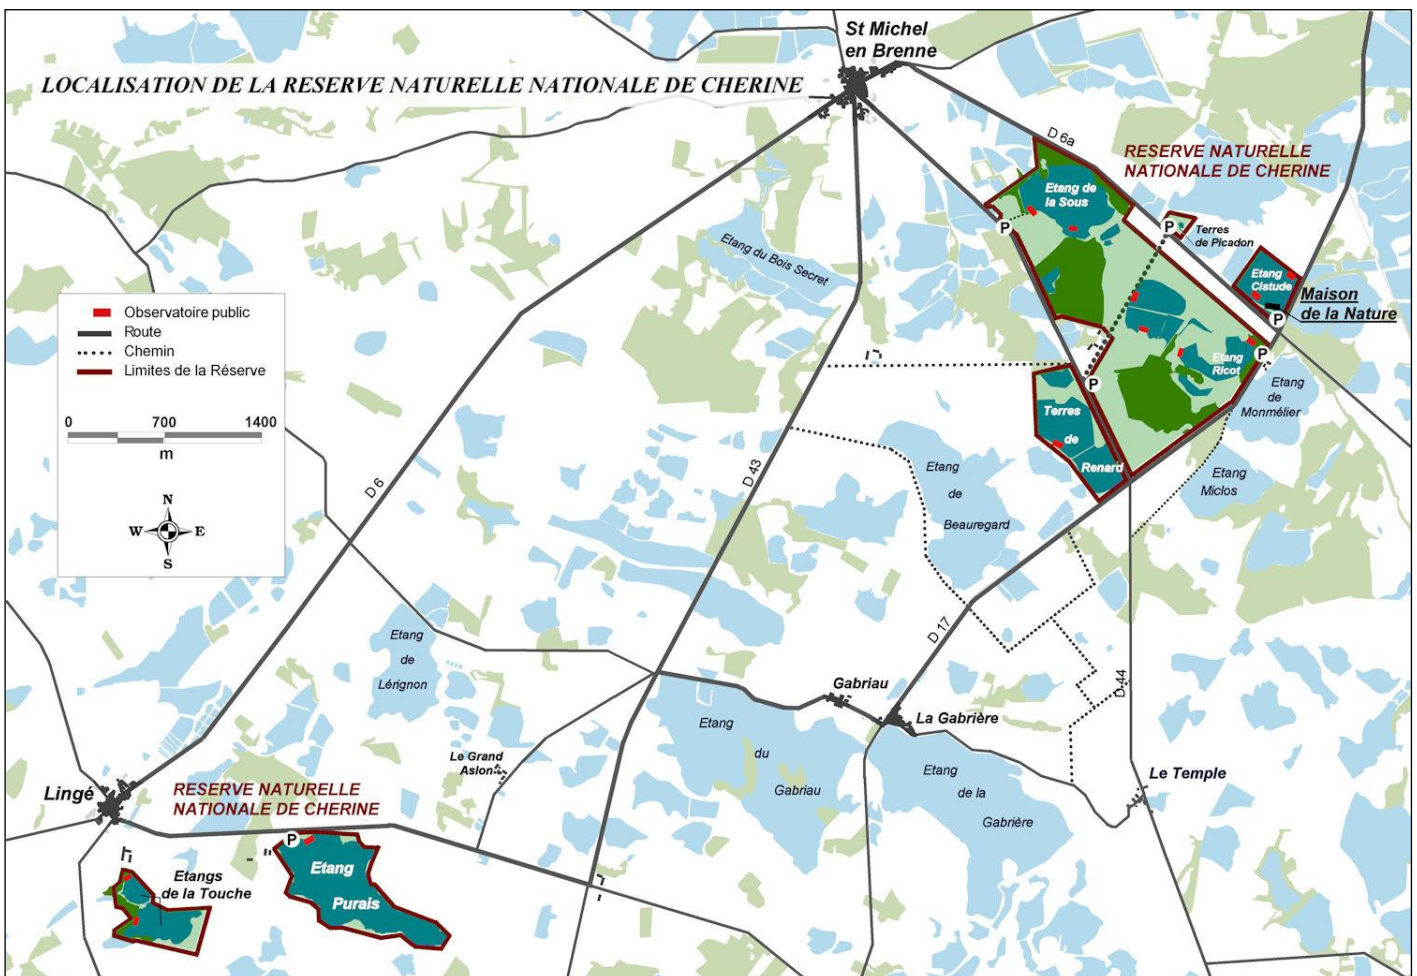 St Michel
en Brenne
LOCALISATION DE LA RESERVE NATURELLE NATIONALE DE CHERINE
D 6a
RESERVE NATURELLE
NATIONALE DE CHERINE
Etang de
la Sous
P
P
Terres
de Picadon
Etang du Bois Secret
Etang
Cistude
Maison
de la Nature
P
Observatoire public
Route
Chemin
Limites de la Réserve
0 700 1400
m
N
W E
S
Etang
Ricot
P
P
Etang
de
Monmélier
Terres
de
Renard
D 6
D 43
Etang
de
Beauregard
Etang
Miclos
D 17
D 44
Etang
de
Lérignon
Gabriau
La Gabrière
Etang
du
Gabriau
Le Grand
Aslon
Etang
de la
Gabrière
Le Temple
Lingé
RESERVE NATURELLE
NATIONALE DE CHERINE
P
Etang
Purais
Etangs
de la Touche